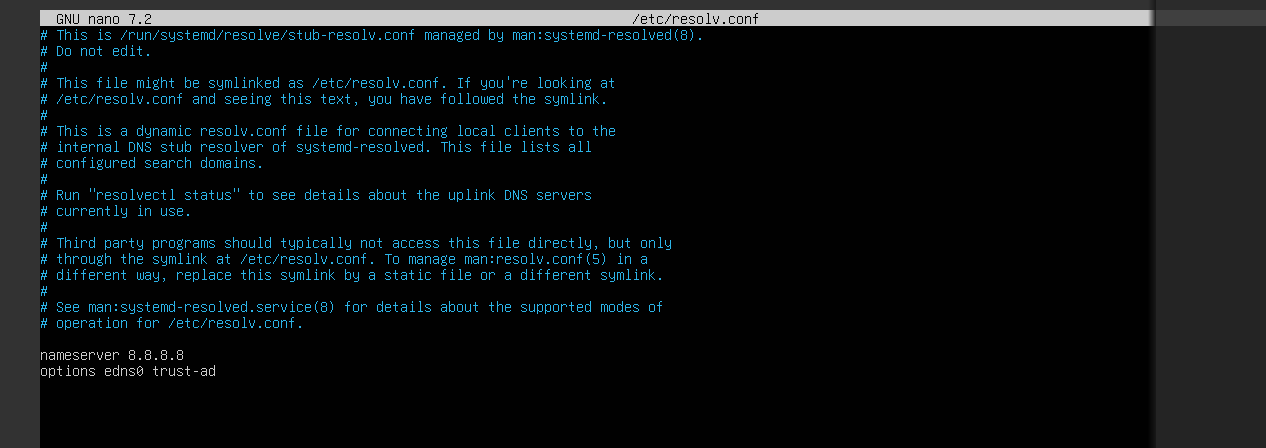 GNU nano 7.2 /etc/resolv.conf
# This is /run/systemd/resolve/stub-resolv.conf managed by man:systemd-resolved(8).
# Do not edit.
#
# This file might be symlinked as /etc/resolv.conf. If you're looking at
# /etc/resolv.conf and seeing this text, you have followed the symlink.
#
# This is a dynamic resolv.conf file for connecting local clients to the
# internal DNS stub resolver of systemd-resolved. This file lists all
# configured search domains.
#
# Run "resolvectl status" to see details about the uplink DNS servers
# currently in use.
#
# Third party programs should typically not access this file directly, but only
# through the symlink at /etc/resolv.conf. To manage man:resolv.conf(5) in a
# different way, replace this symlink by a static file or a different symlink.
#
# See man:systemd-resolved.service(8) for details about the supported modes of
# operation for /etc/resolv.conf.
nameserver 8.8.8.8
options edns0 trust-ad